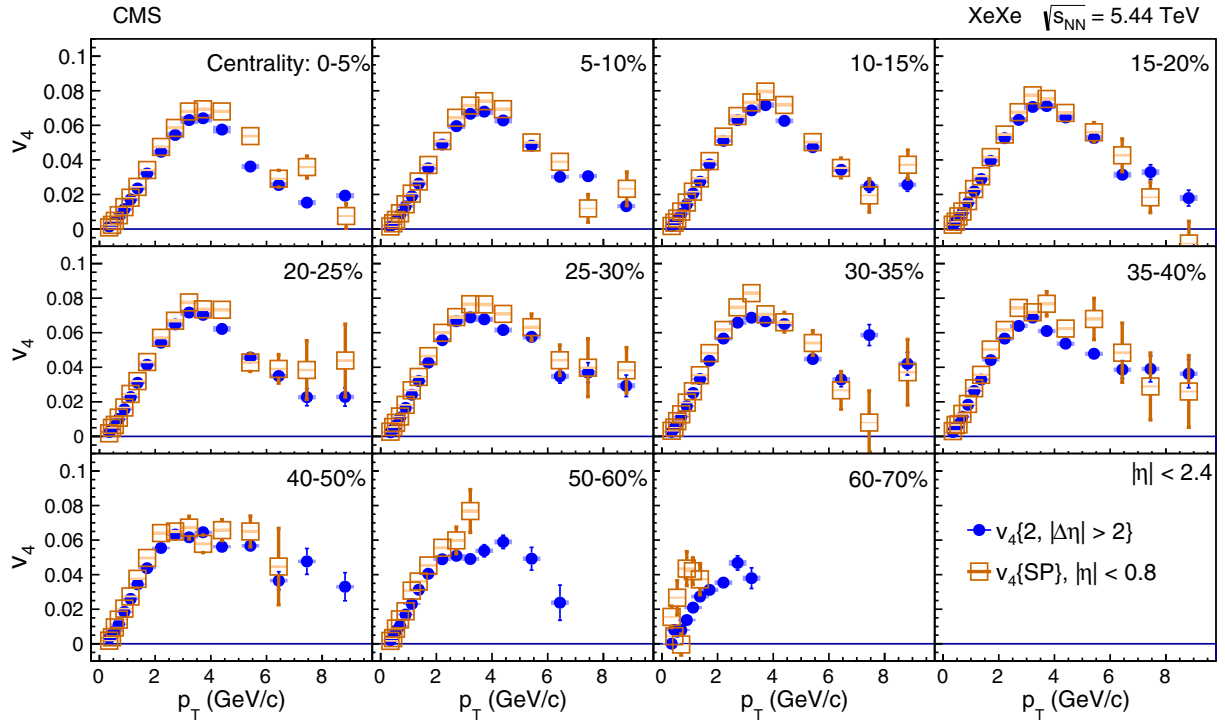 CMS XeXe √s_NN = 5.44 TeV
Centrality: 0-5% 5-10% 10-15% 15-20%
v4
0.1
0.08
0.06
0.04
0.02
0
20-25% 25-30% 30-35% 35-40%
v4
0.1
0.08
0.06
0.04
0.02
0
40-50% 50-60% 60-70% |η| < 2.4
v4
0.1
0.08
0.06
0.04
0.02
0
v4{2, |Δη| > 2}
v4{SP}, |η| < 0.8
0 2 4 6 8 0 2 4 6 8 0 2 4 6 8 0 2 4 6 8
pT (GeV/c) pT (GeV/c) pT (GeV/c) pT (GeV/c)